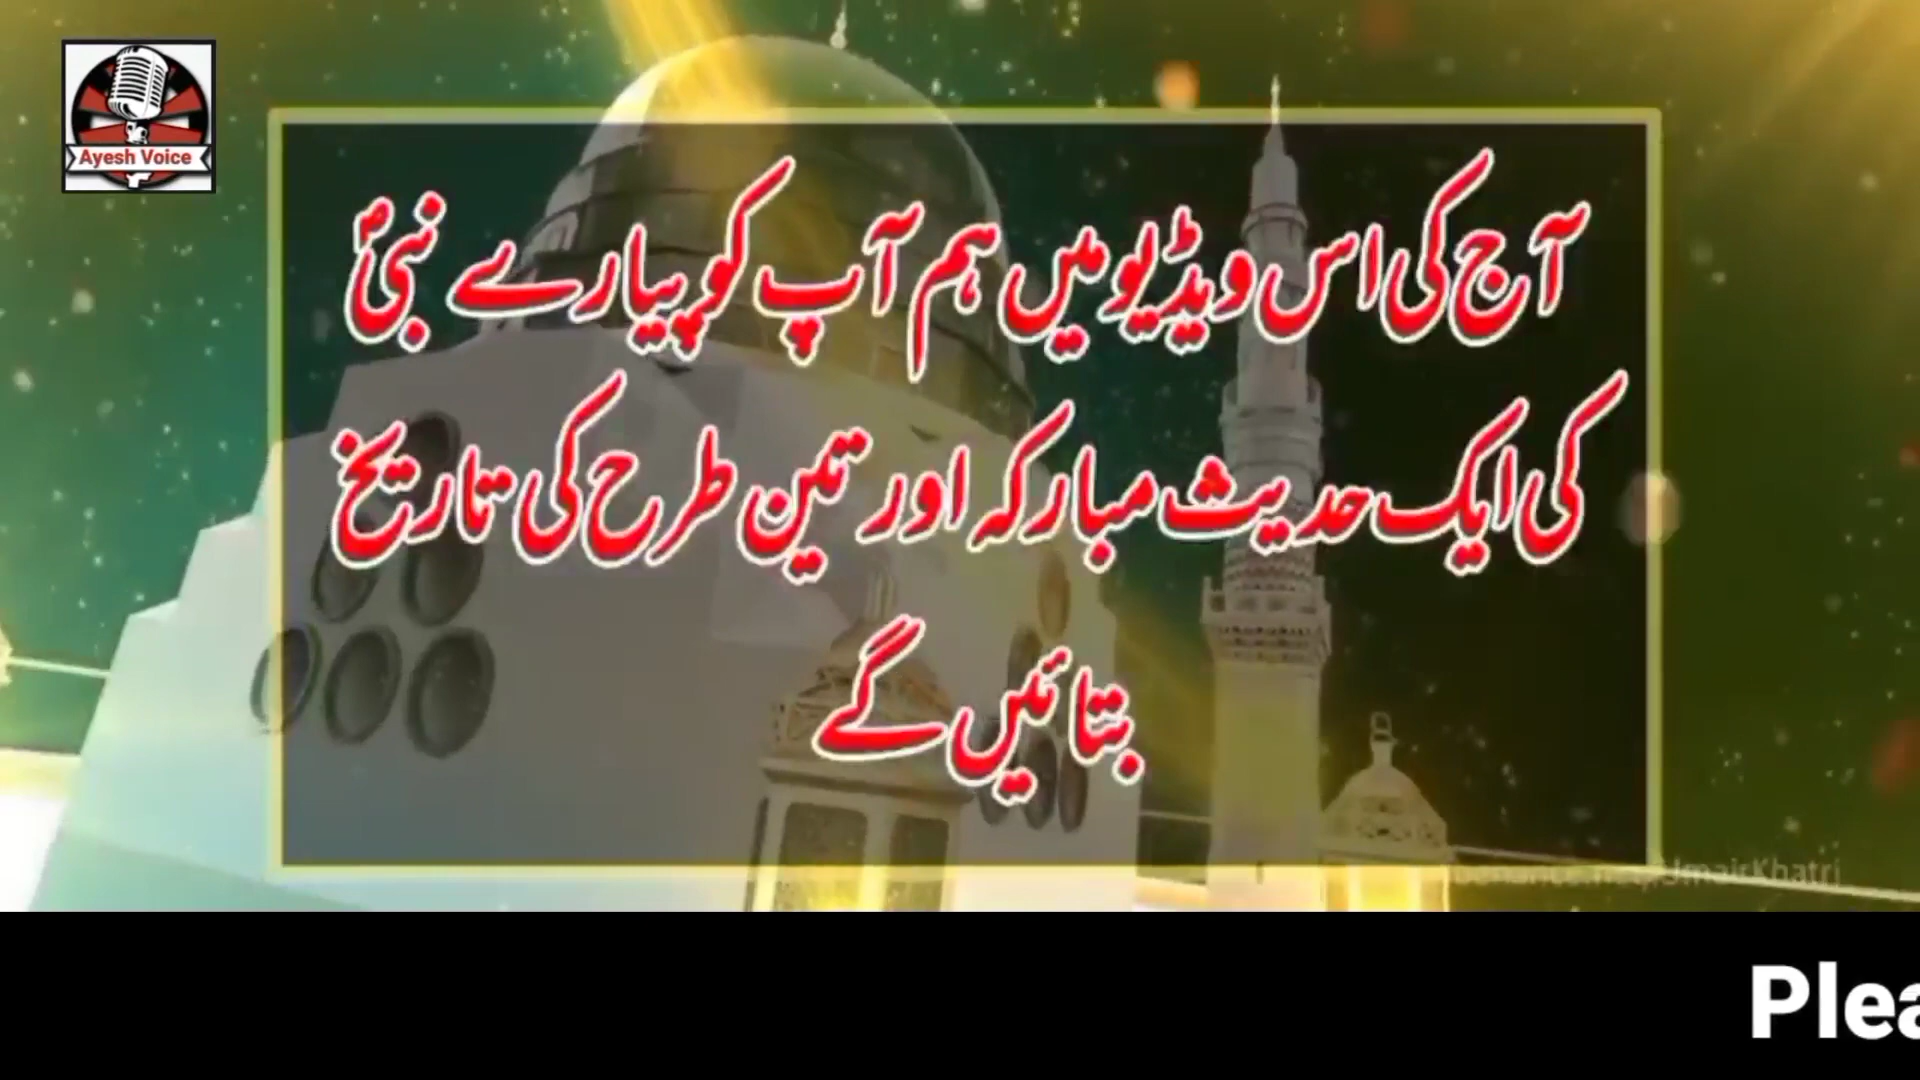 Ayesh Voice
آج کی اس ویڈیو میں ہم آپ کو پیارے نبیؐ
کی ایک حدیث مبارکہ اور تین طرح کی تاریخ
بتائیں گے
Plea